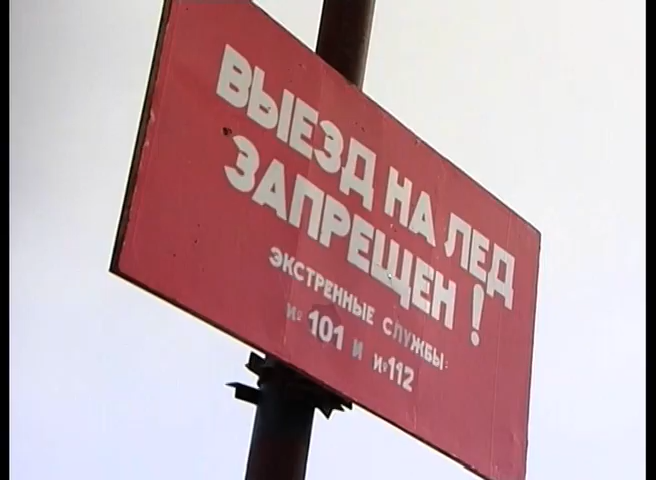 ВЫЕЗД НА ЛЕД
ЗАПРЕЩЕН!
ЭКСТРЕННЫЕ СЛУЖБЫ:
№ 101 И №112